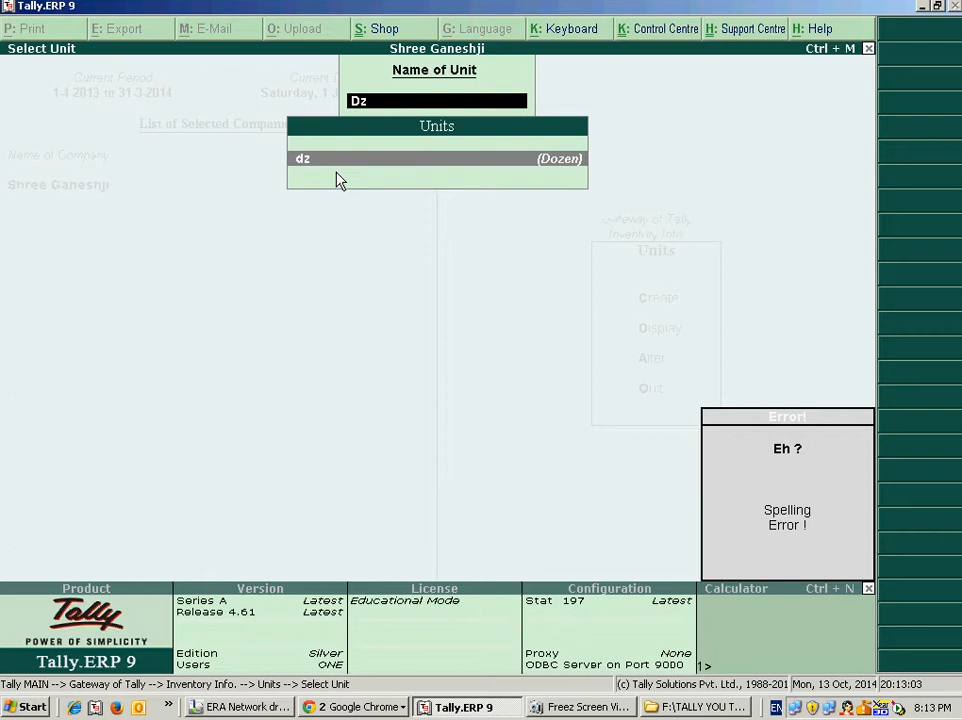 Tally.ERP 9
P: Print
E: Export
M: E-Mail
O: Upload
S: Shop
G: Language
K: Keyboard
K: Control Centre
H: Support Centre
H: Help
Select Unit
Shree Ganeshji
Ctrl + M
Current Period
1-4-2013 to 31-3-2014
Saturday, 1
List of Selected Compan
Name of Company
Shree Ganeshji
Name of Unit
Dz
Units
dz
(Dozen)
Gateway of Tally
Inventory Info.
Units
Create
Display
Alter
Quit
Error!
Eh ?
Spelling
Error !
Product
Tally
POWER OF SIMPLICITY
Tally.ERP 9
Version
Series A Latest
Release 4.61 Latest
Edition Silver
Users ONE
License
Educational Mode
Configuration
Stat 197 Latest
Proxy None
ODBC Server on Port 9000
Calculator
Ctrl + N
1>
Tally MAIN --> Gateway of Tally --> Inventory Info. --> Units --> Select Unit
(c) Tally Solutions Pvt. Ltd., 1988-201
Mon, 13 Oct, 2014
20:13:03
Start
ERA Network dr...
2 Google Chrome
Tally.ERP 9
Freez Screen Vi...
F:\TALLY YOU T...
EN
8:13 PM